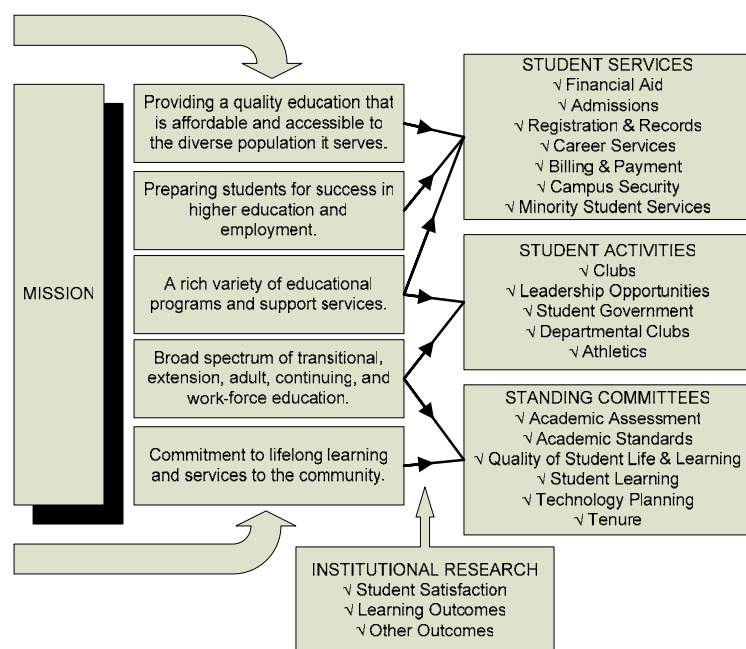 MISSION
Providing a quality education that
is affordable and accessible to
the diverse population it serves.
Preparing students for success in
higher education and
employment.
A rich variety of educational
programs and support services.
Broad spectrum of transitional,
extension, adult, continuing, and
work-force education.
Commitment to lifelong learning
and services to the community.
STUDENT SERVICES
√ Financial Aid
√ Admissions
√ Registration & Records
√ Career Services
√ Billing & Payment
√ Campus Security
√ Minority Student Services
STUDENT ACTIVITIES
√ Clubs
√ Leadership Opportunities
√ Student Government
√ Departmental Clubs
√ Athletics
STANDING COMMITTEES
√ Academic Assessment
√ Academic Standards
√ Quality of Student Life & Learning
√ Student Learning
√ Technology Planning
√ Tenure
INSTITUTIONAL RESEARCH
√ Student Satisfaction
√ Learning Outcomes
√ Other Outcomes